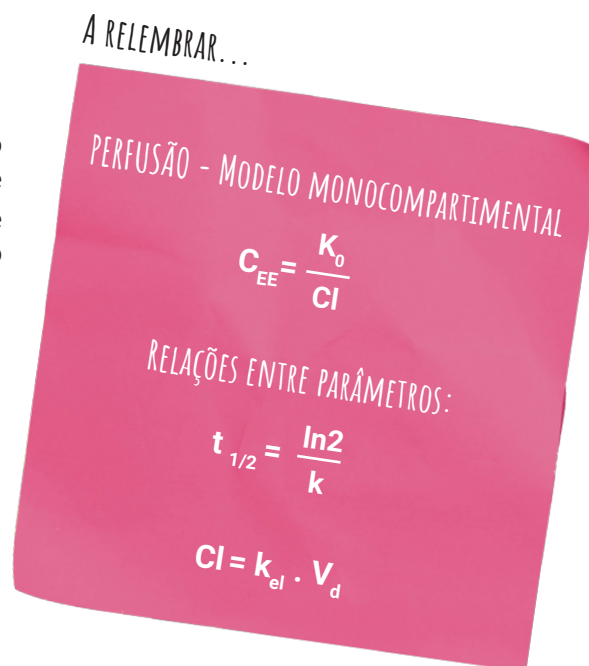 A RELEMBRAR...
PERFUSÃO - MODELO MONOCOMPARTIMENTAL
C_EE = K_0 / Cl
RELAÇÕES ENTRE PARÂMETROS:
t_1/2 = ln2 / k
Cl = k_el . V_d